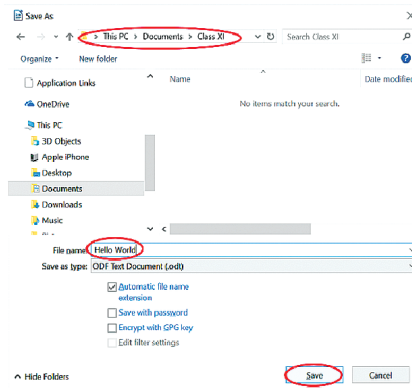 Save As
> This PC > Documents > Class XI
Search Class XI
Organize
New folder
Name
Date modified
Application Links
OneDrive
No items match your search.
This PC
3D Objects
Apple iPhone
Desktop
Documents
Downloads
Music
File name: Hello World
Save as type: ODF Text Document (.odt)
Automatic file name
extension
Save with password
Encrypt with GPG key
Edit filter settings
Hide Folders
Save
Cancel